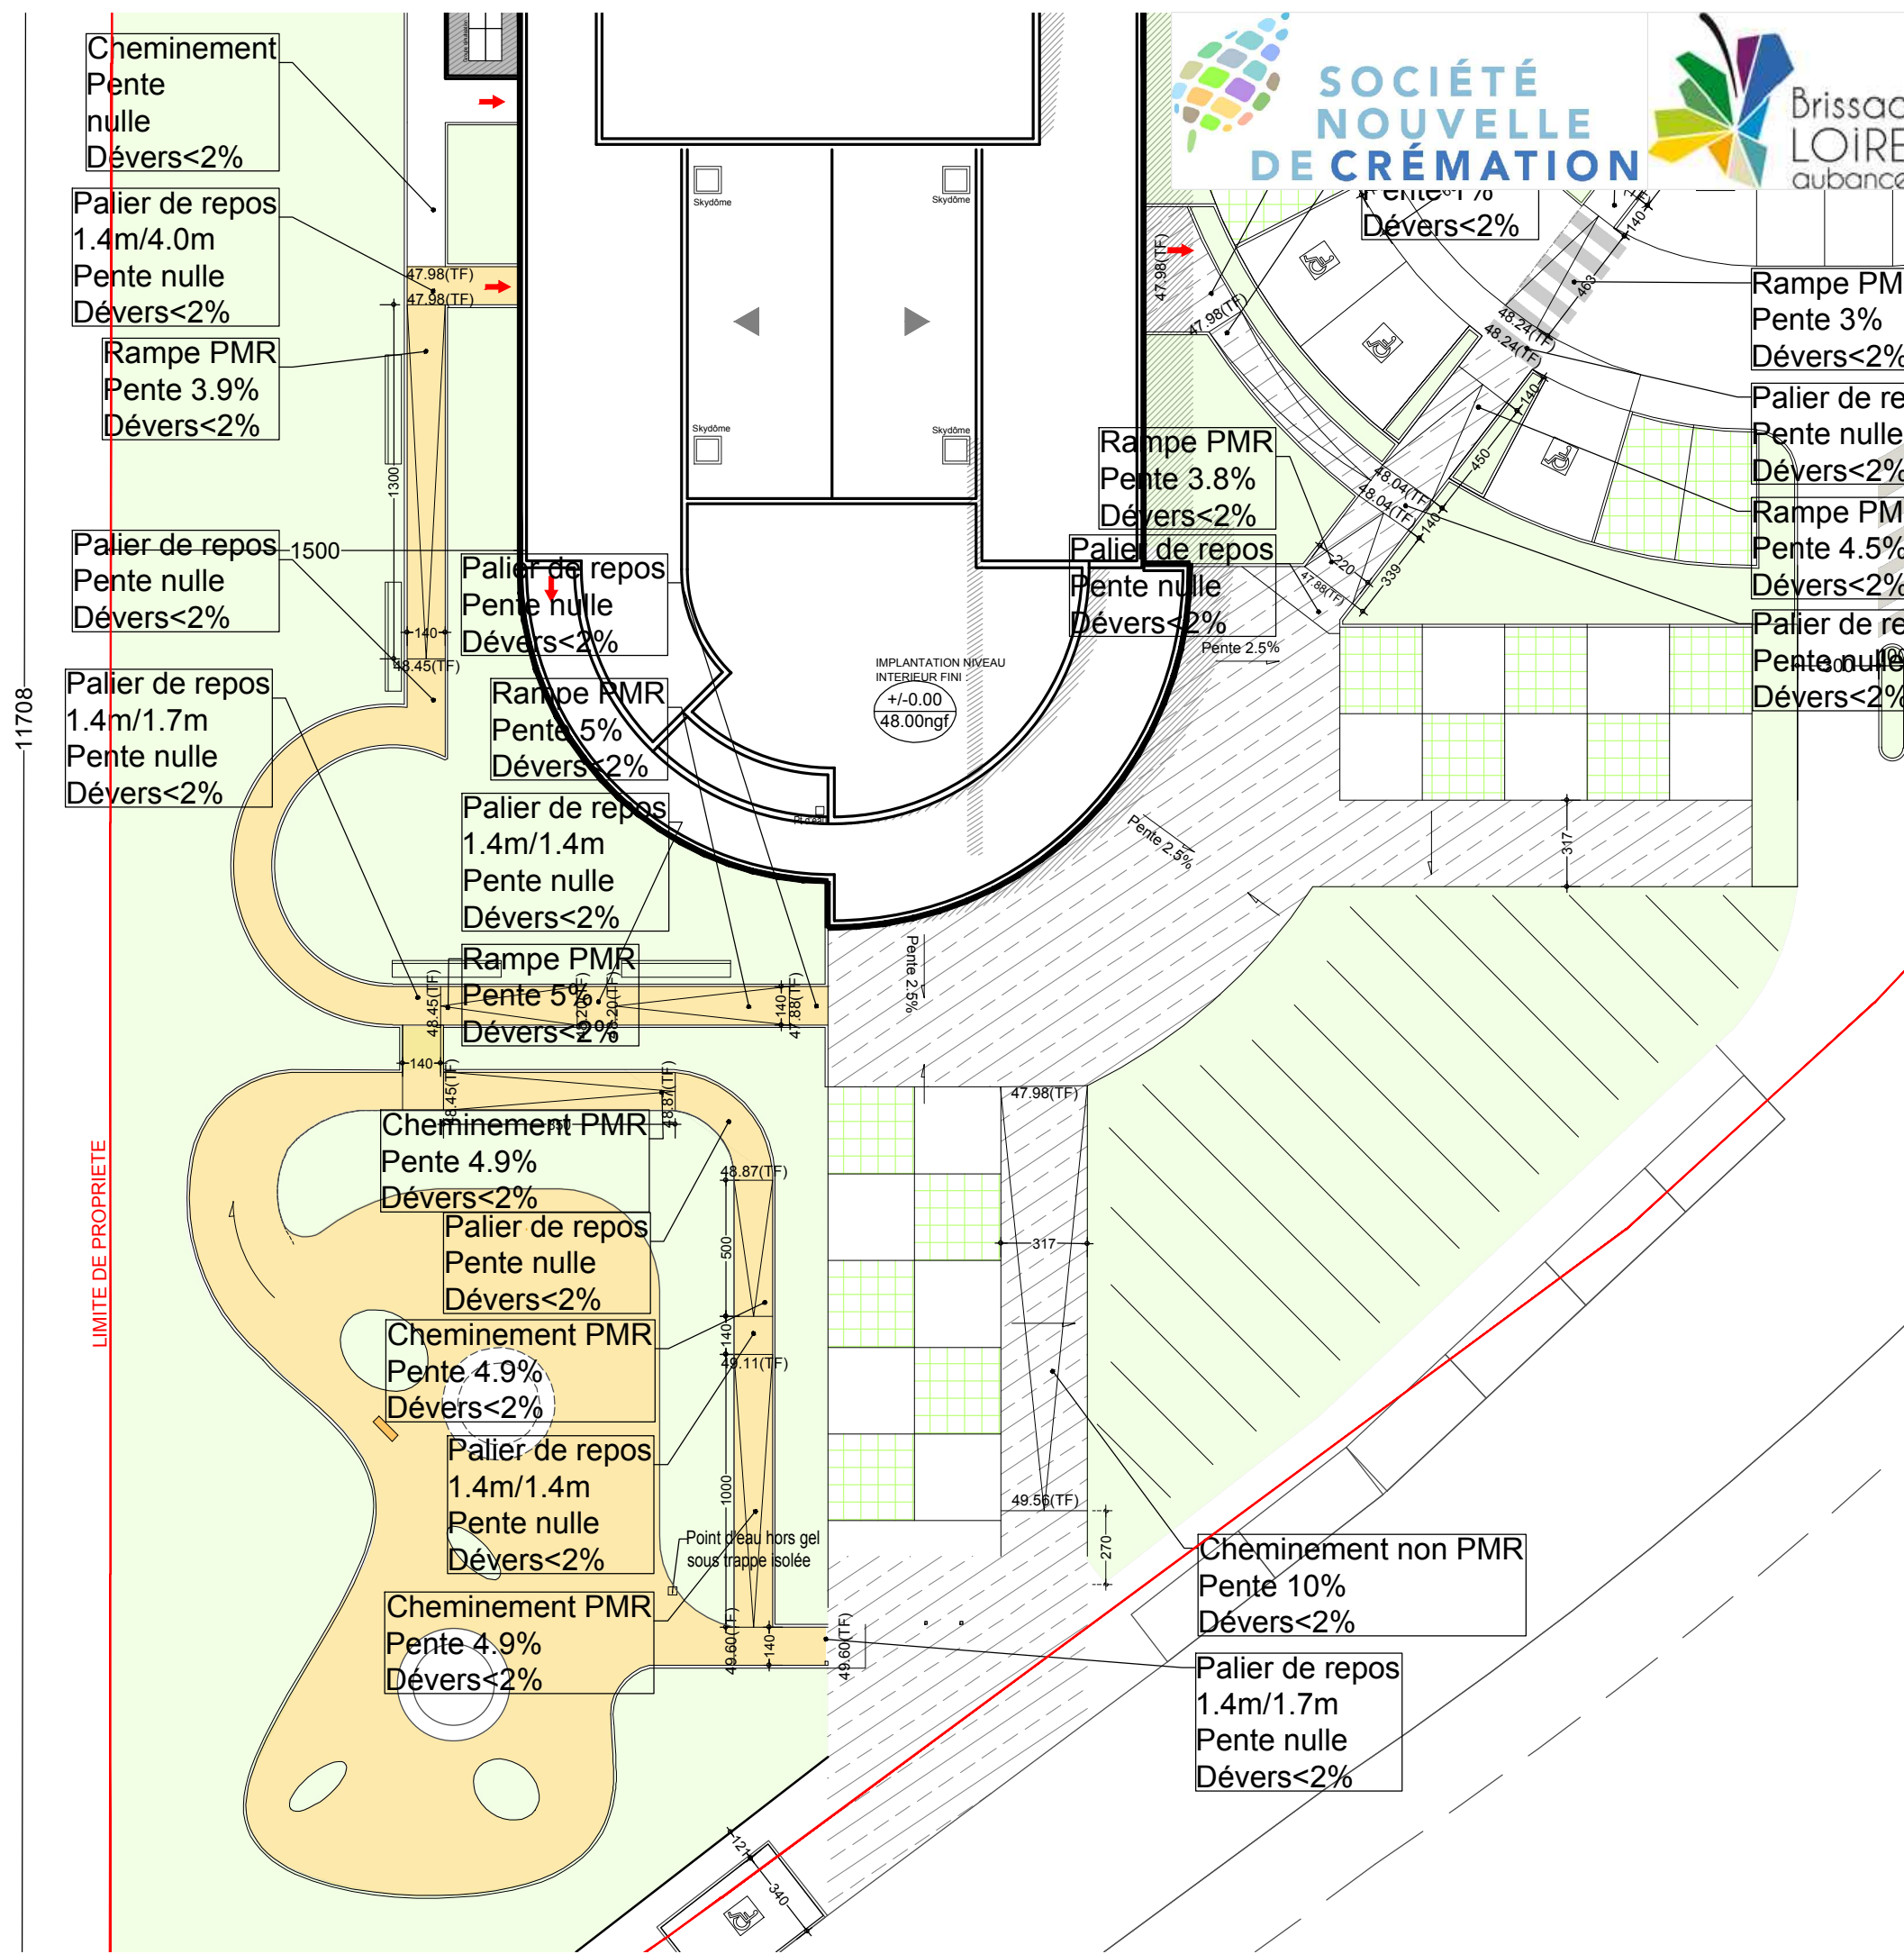 Cheminement
Pente
nulle
Dévers<2%
Palier de repos
1.4m/4.0m
Pente nulle
Dévers<2%
Rampe PMR
Pente 3.9%
Dévers<2%
Palier de repos
Pente nulle
Dévers<2%
Palier de repos
1.4m/1.7m
Pente nulle
Dévers<2%
11708
1500
LIMITE DE PROPRIETE
47.98(TF)
47.98(TF)
1300
140
48.45(TF)
Skydôme
Skydôme
Skydôme
Skydôme
Palier de repos
Pente nulle
Dévers<2%
Rampe PMR
Pente 5%
Dévers<2%
Palier de repos
1.4m/1.4m
Pente nulle
Dévers<2%
Rampe PMR
Pente 5%
Dévers<2%
IMPLANTATION NIVEAU
INTERIEUR FINI :
+/-0.00
48.00ngf
SOCIÉTÉ
NOUVELLE
DE CRÉMATION
Brissac
LOiRE
aubance
Pente 1%
Dévers<2%
47.98(TF)
47.98(TF)
140
463
48.24(TF)
48.24(TF)
140
450
48.04(TF)
48.04(TF)
140
220
339
47.88(TF)
Rampe PM
Pente 3%
Dévers<2%
Palier de re
Pente nulle
Dévers<2%
Rampe PM
Pente 4.5%
Dévers<2%
Palier de re
Pente nulle
Dévers<2%
300
Rampe PMR
Pente 3.8%
Dévers<2%
Palier de repos
Pente nulle
Dévers<2%
Pente 2.5%
Pente 2.5%
Pente 2.5%
317
48.45(TF)
48.20(TF)
48.20(TF)
140
47.88(TF)
140
48.45(TF)
48.87(TF)
850
Cheminement PMR
Pente 4.9%
Dévers<2%
Palier de repos
Pente nulle
Dévers<2%
Cheminement PMR
Pente 4.9%
Dévers<2%
Palier de repos
1.4m/1.4m
Pente nulle
Dévers<2%
Cheminement PMR
Pente 4.9%
Dévers<2%
48.87(TF)
500
140
49.11(TF)
1000
Point d'eau hors gel
sous trappe isolée
49.60(TF)
140
49.60(TF)
47.98(TF)
317
49.56(TF)
270
Cheminement non PMR
Pente 10%
Dévers<2%
Palier de repos
1.4m/1.7m
Pente nulle
Dévers<2%
121
340